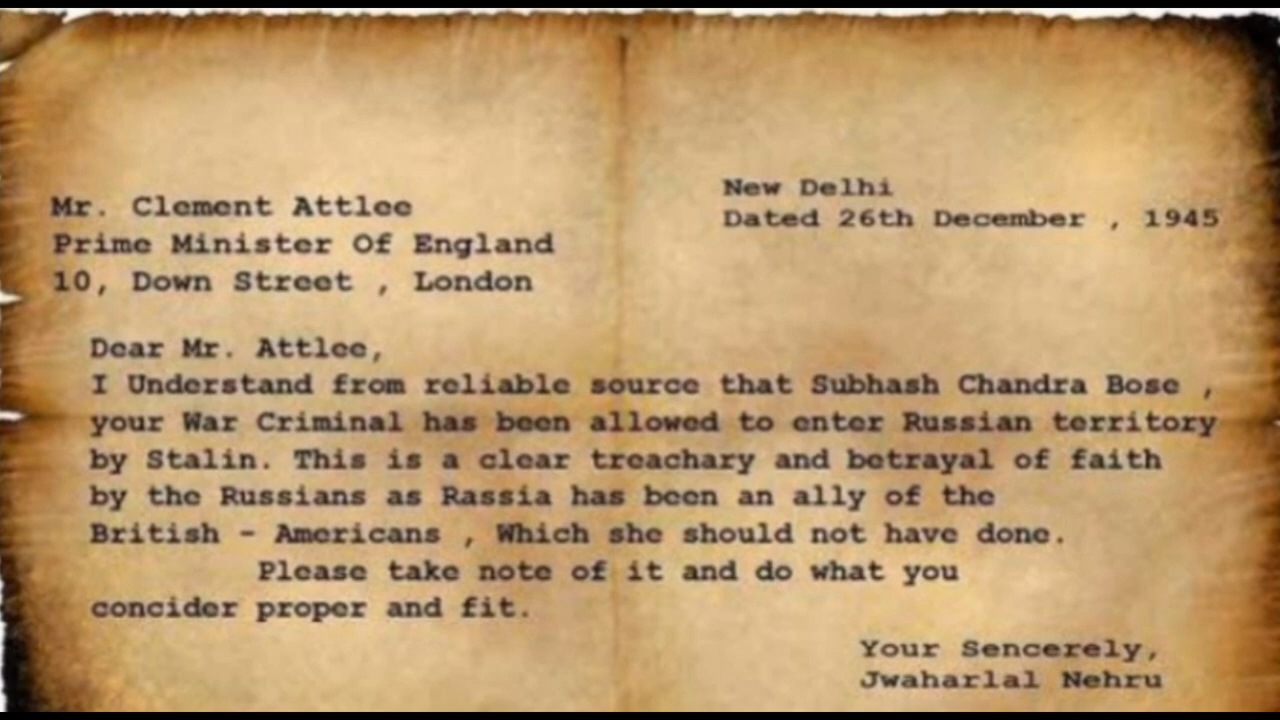 New Delhi
Dated 26th December , 1945
Mr. Clement Attlee
Prime Minister Of England
10, Down Street , London
Dear Mr. Attlee,
I Understand from reliable source that Subhash Chandra Bose ,
your War Criminal has been allowed to enter Russian territory
by Stalin. This is a clear treachary and betrayal of faith
by the Russians as Rassia has been an ally of the
British - Americans , Which she should not have done.
Please take note of it and do what you
concider proper and fit.
Your Sencerely,
Jwaharlal Nehru